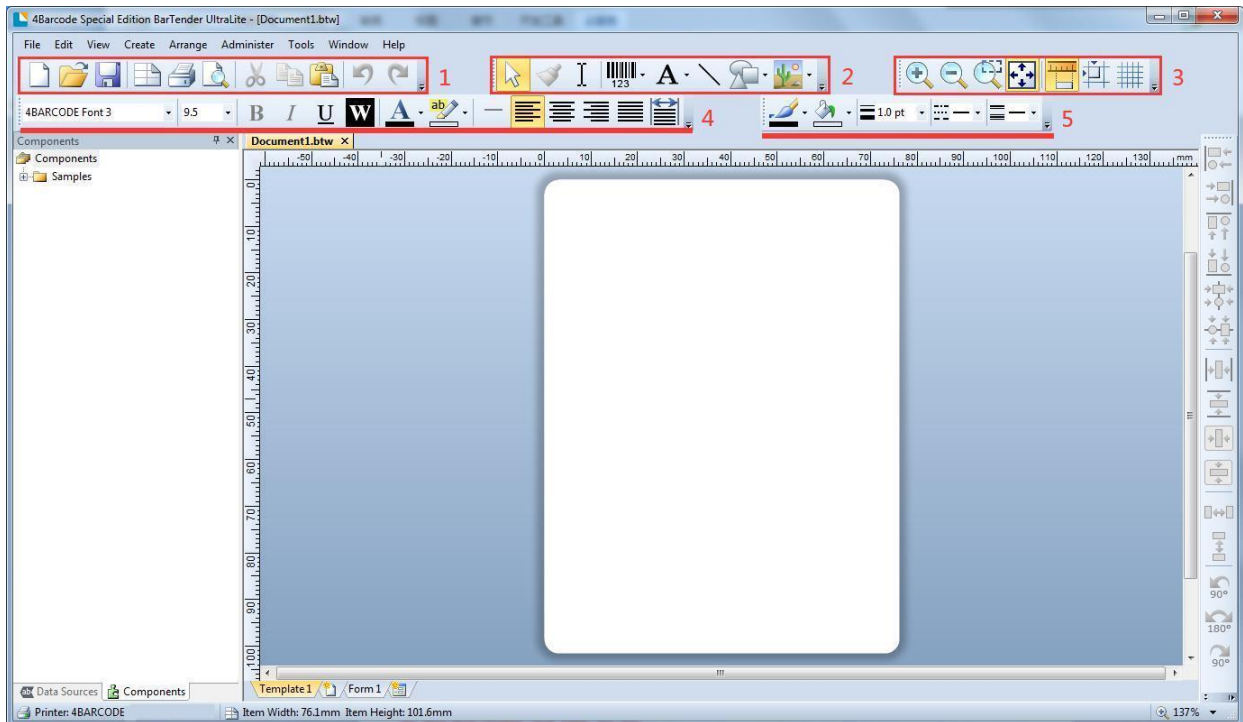 4Barcode Special Edition BarTender UltraLite - [Document1.btw]
File Edit View Create Arrange Administer Tools Window Help
123 A
1 2 3
4BARCODE Font 3 9.5 B I U W A ab 1.0 pt
4 5
Components Document1.btw
-50 -40 -30 -20 -10 0 10 20 30 40 50 60 70 80 90 100 110 120 130 mm
Components
Samples
0
10
20
30
40
50
60
70
80
90
100
90°
180°
90°
Data Sources Components Template 1 Form 1
Printer: 4BARCODE Item Width: 76.1mm Item Height: 101.6mm 137%